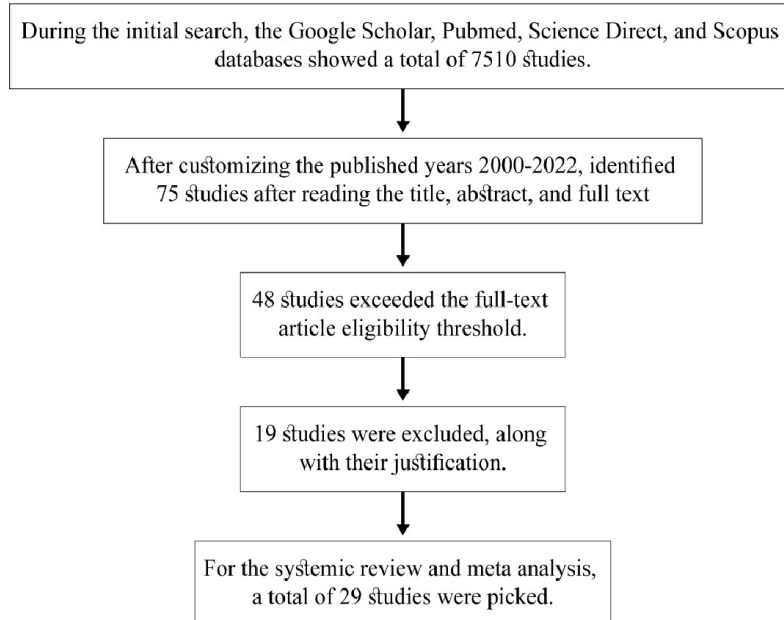 During the initial search, the Google Scholar, Pubmed, Science Direct, and Scopus
databases showed a total of 7510 studies.
After customizing the published years 2000-2022, identified
75 studies after reading the title, abstract, and full text
48 studies exceeded the full-text
article eligibility threshold.
19 studies were excluded, along
with their justification.
For the systemic review and meta analysis,
a total of 29 studies were picked.